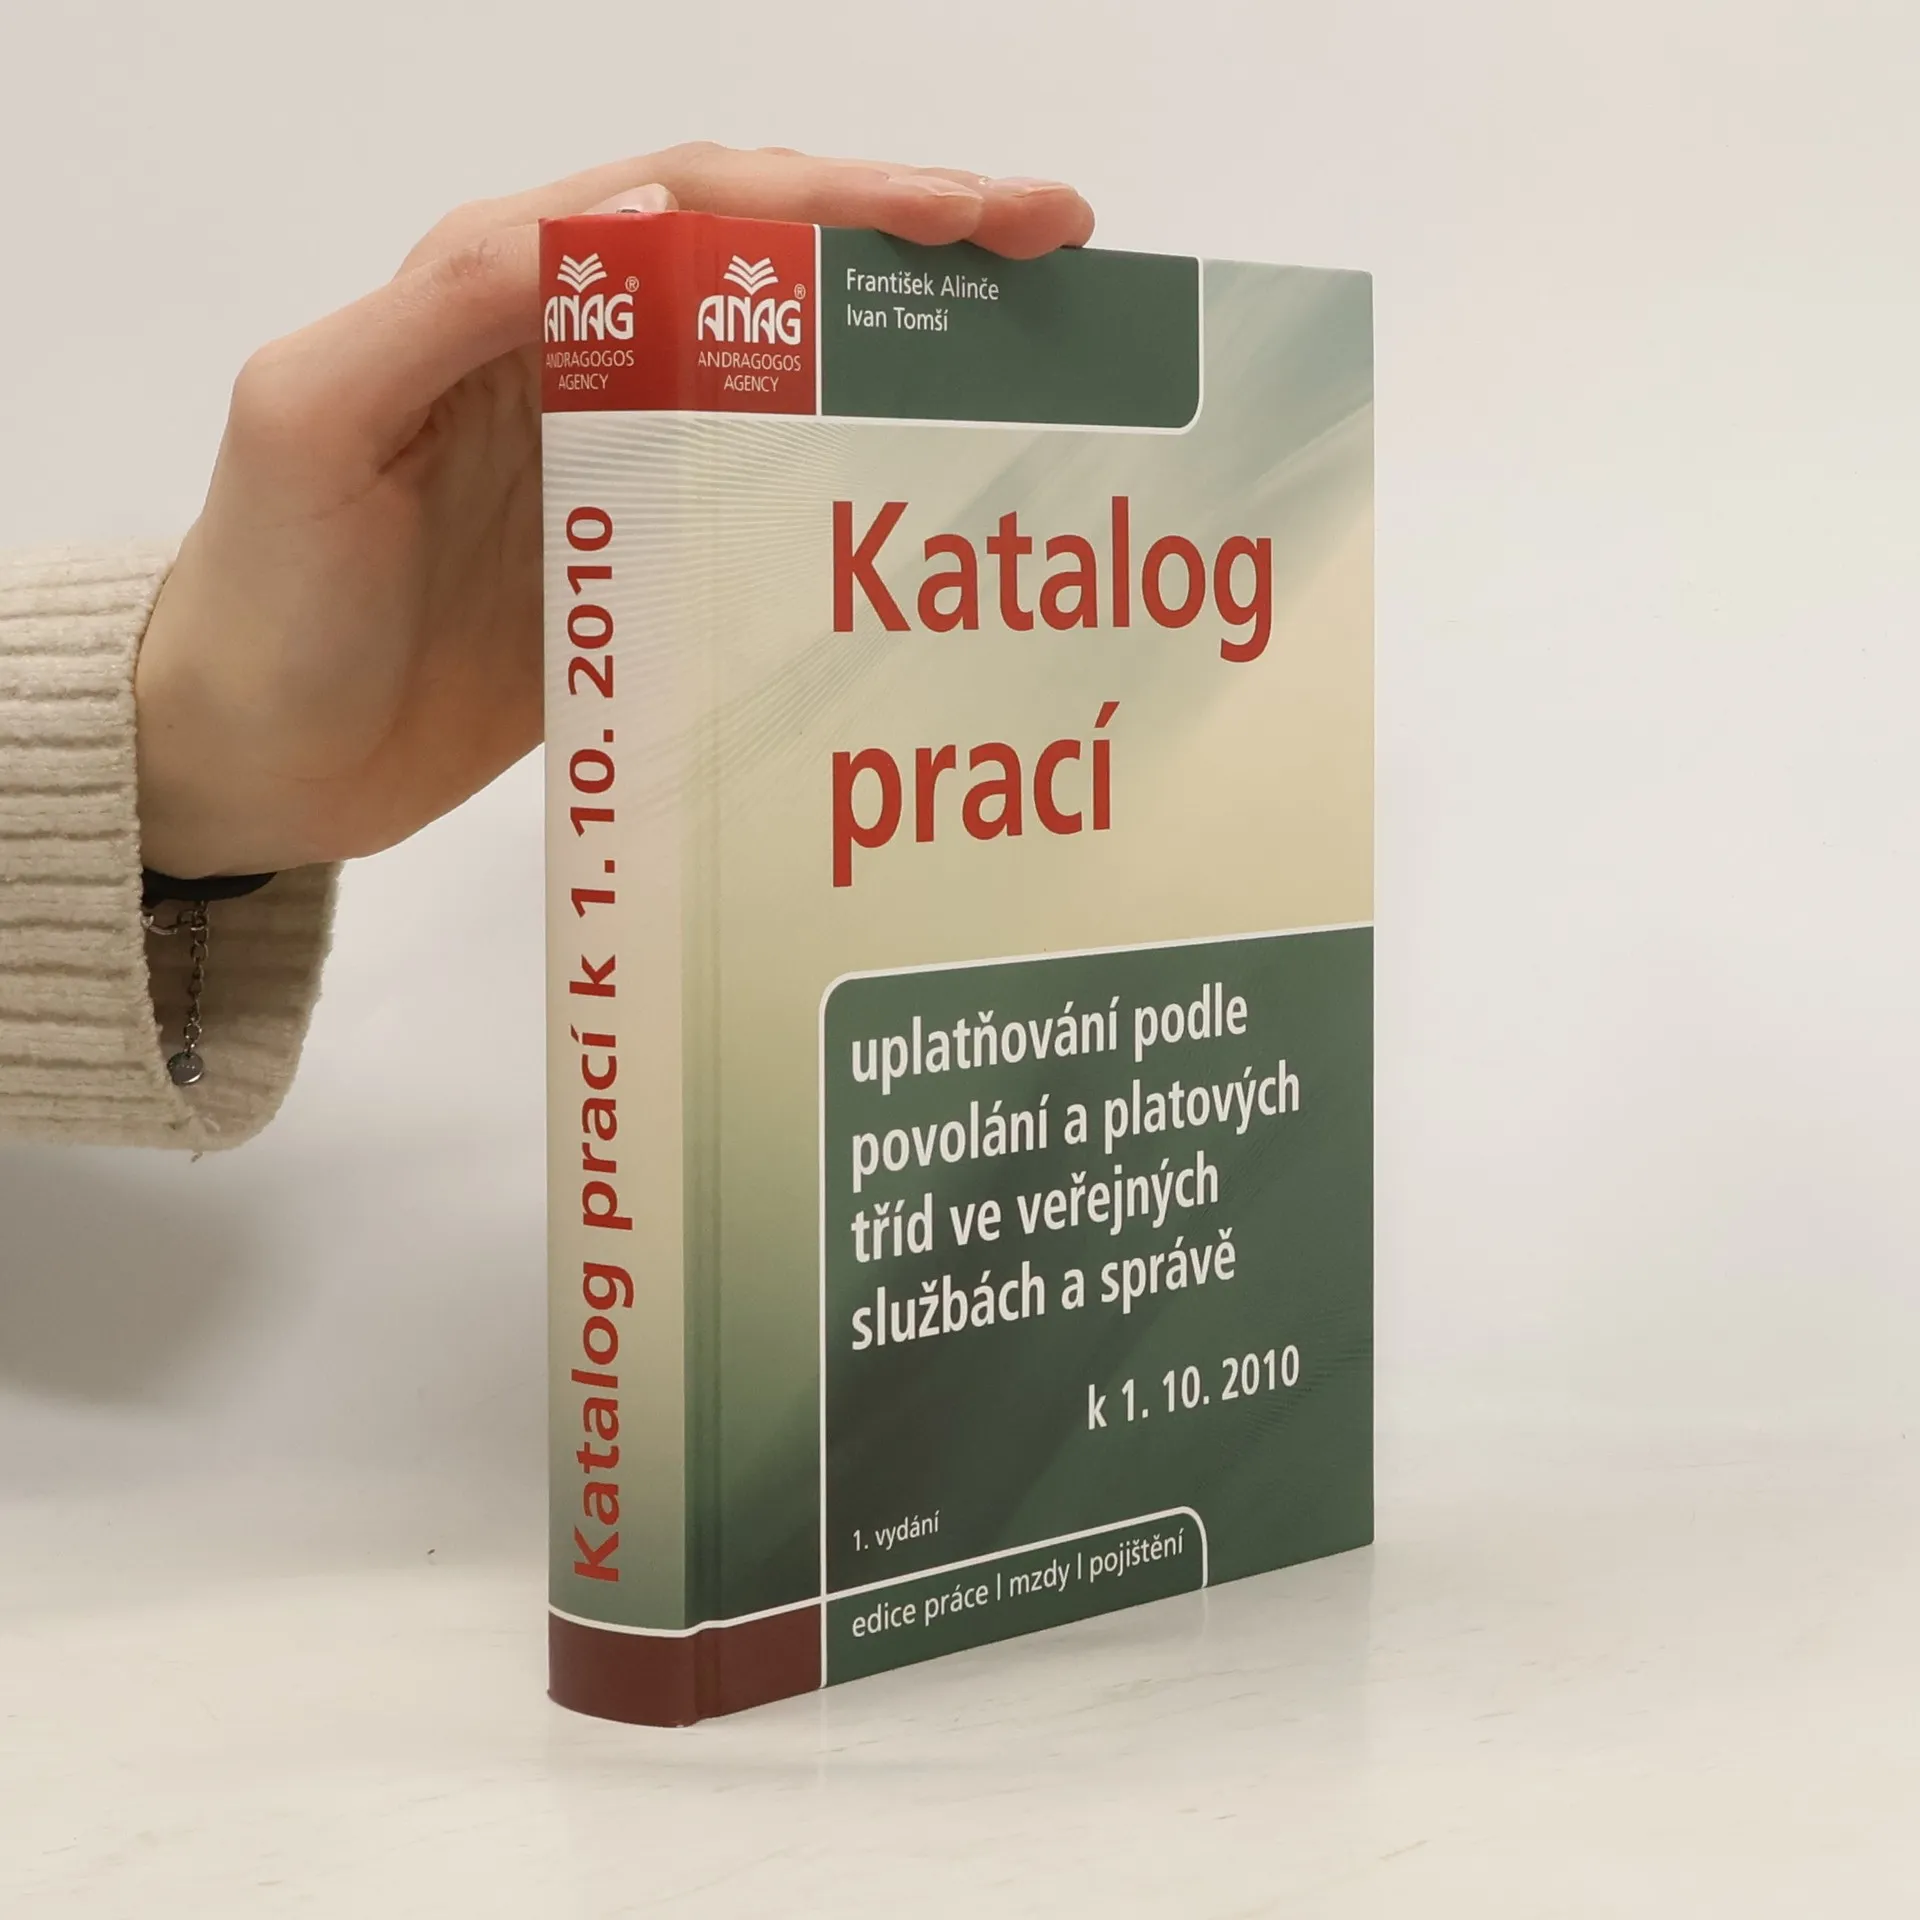 ANAG®
ANDRAGOGOS
AGENCY
Katalog prací k 1. 10. 2010
ANAG®
ANDRAGOGOS
AGENCY
František Alinče
Ivan Tomší
Katalog
prací
uplatňování podle
povolání a platových
tříd ve veřejných
službách a správě
k 1. 10. 2010
1. vydání
edice práce | mzdy | pojištění